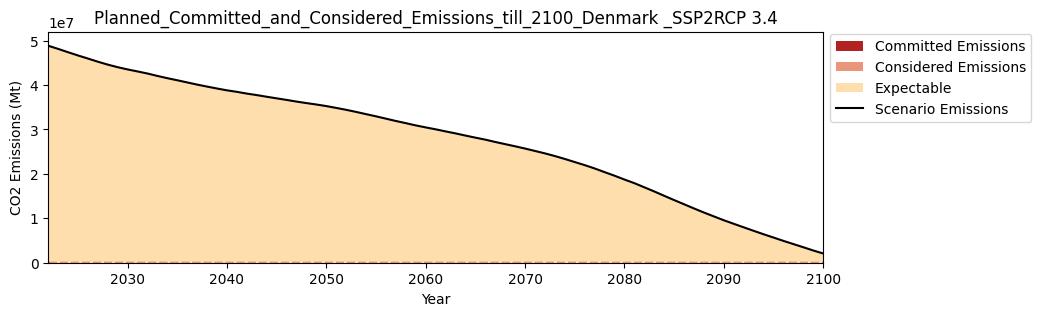 Planned_Committed_and_Considered_Emissions_till_2100_Denmark _SSP2RCP 3.4
1e7
5
4
3
2
1
0
CO2 Emissions (Mt)
2030 2040 2050 2060 2070 2080 2090 2100
Year
Committed Emissions
Considered Emissions
Expectable
Scenario Emissions